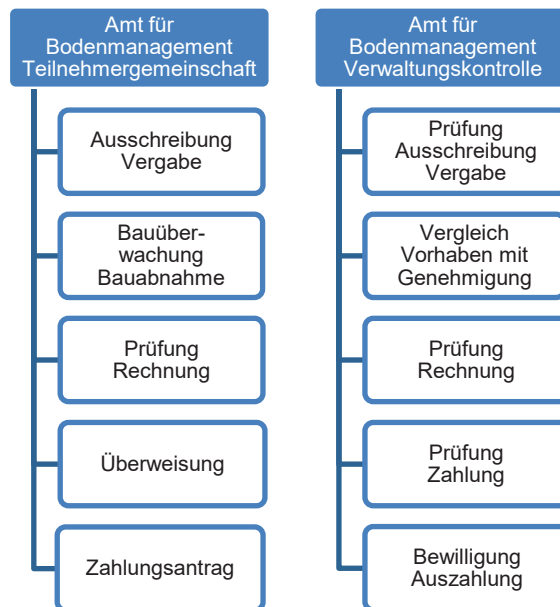 Amt für
Bodenmanagement
Teilnehmergemeinschaft
Ausschreibung
Vergabe
Bauüber-
wachung
Bauabnahme
Prüfung
Rechnung
Überweisung
Zahlungsantrag
Amt für
Bodenmanagement
Verwaltungskontrolle
Prüfung
Ausschreibung
Vergabe
Vergleich
Vorhaben mit
Genehmigung
Prüfung
Rechnung
Prüfung
Zahlung
Bewilligung
Auszahlung